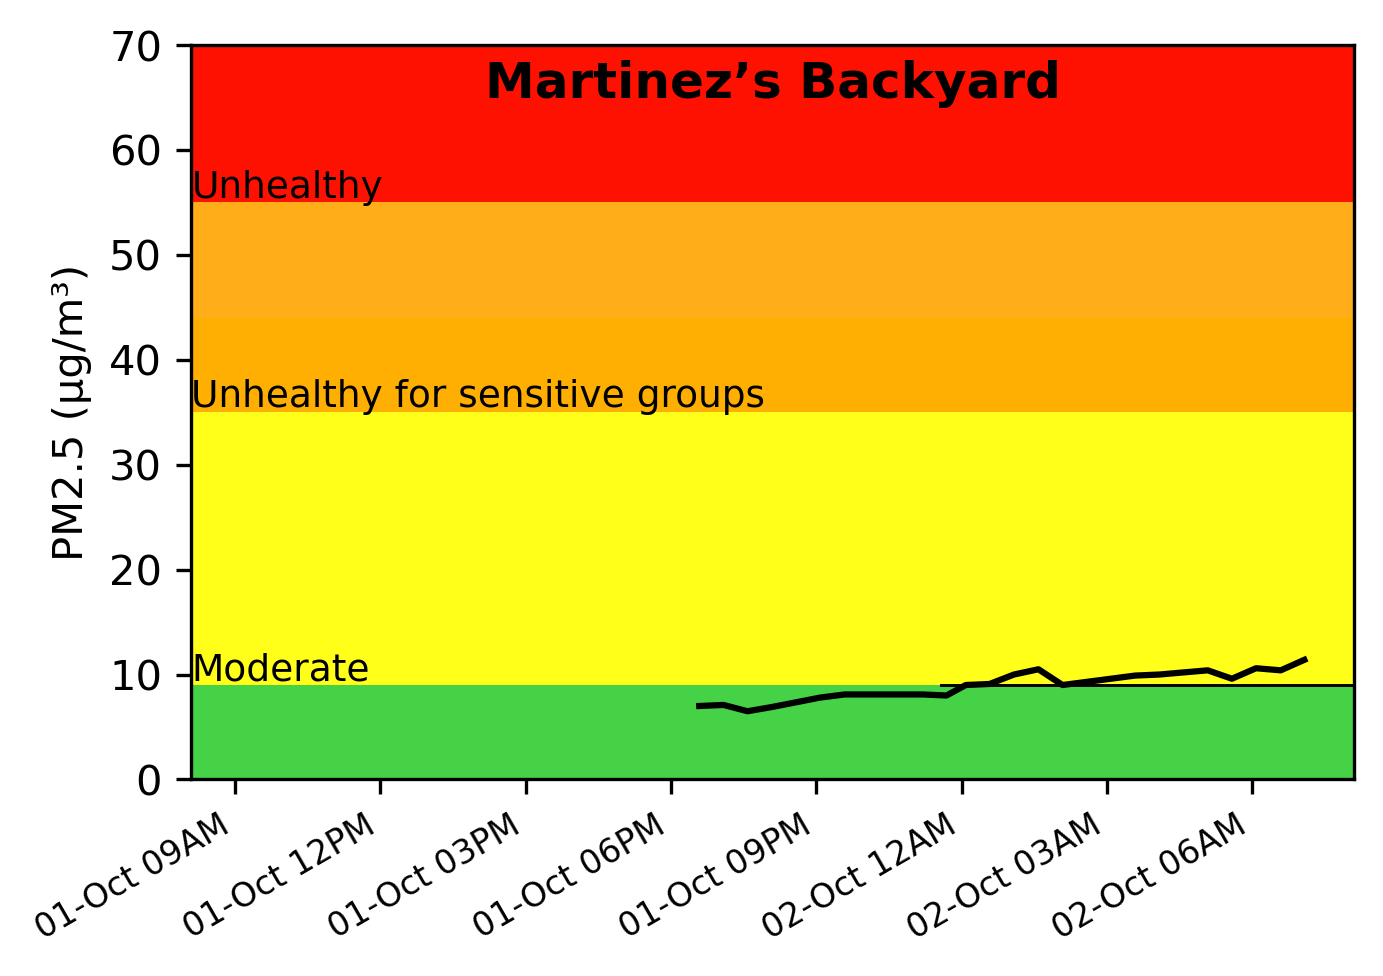 Martinez’s Backyard
PM2.5 (µg/m³)
70
60
50
40
30
20
10
0
Unhealthy
Unhealthy for sensitive groups
Moderate
01-Oct 09AM
01-Oct 12PM
01-Oct 03PM
01-Oct 06PM
01-Oct 09PM
02-Oct 12AM
02-Oct 03AM
02-Oct 06AM